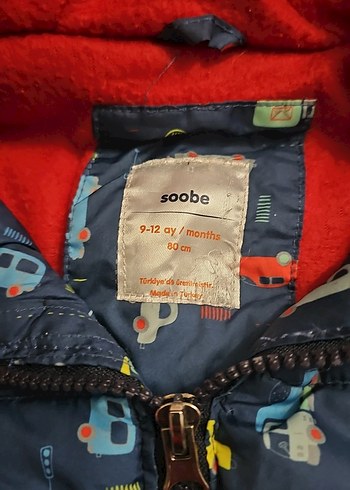 soobe
9-12 ay / months
80 cm
Türkiye'de üretilmiştir.
Made in Turkey